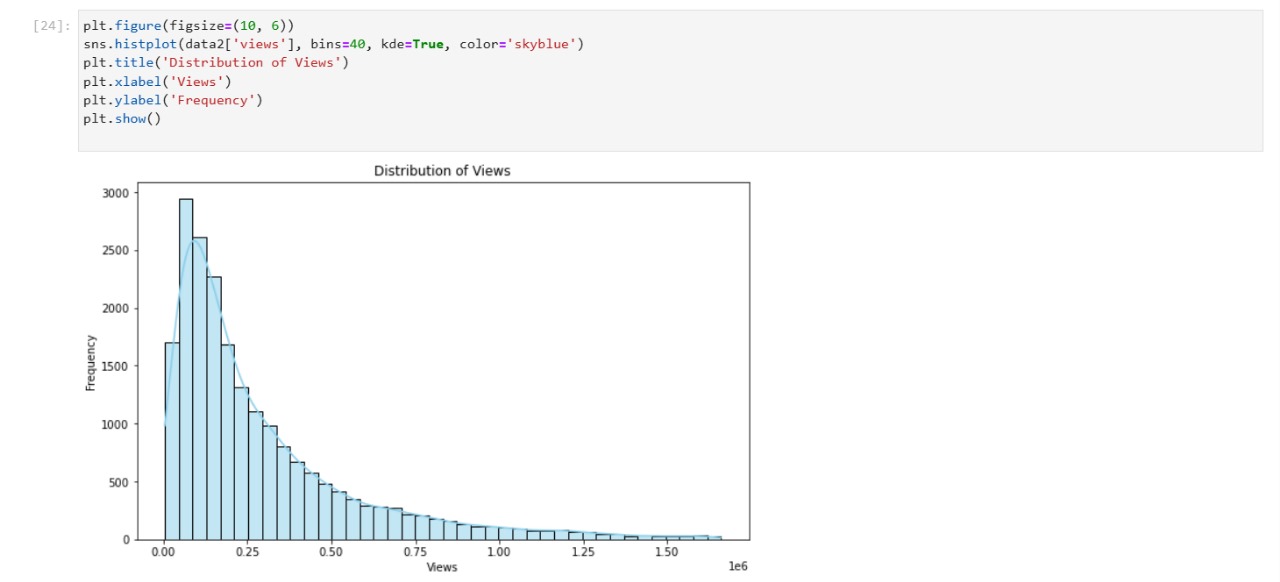 [24]: plt.figure(figsize=(10, 6))
sns.histplot(data2['views'], bins=40, kde=True, color='skyblue')
plt.title('Distribution of Views')
plt.xlabel('Views')
plt.ylabel('Frequency')
plt.show()
Distribution of Views
3000
2500
2000
1500
1000
500
0
Frequency
0.00 0.25 0.50 0.75 1.00 1.25 1.50
Views
1e6